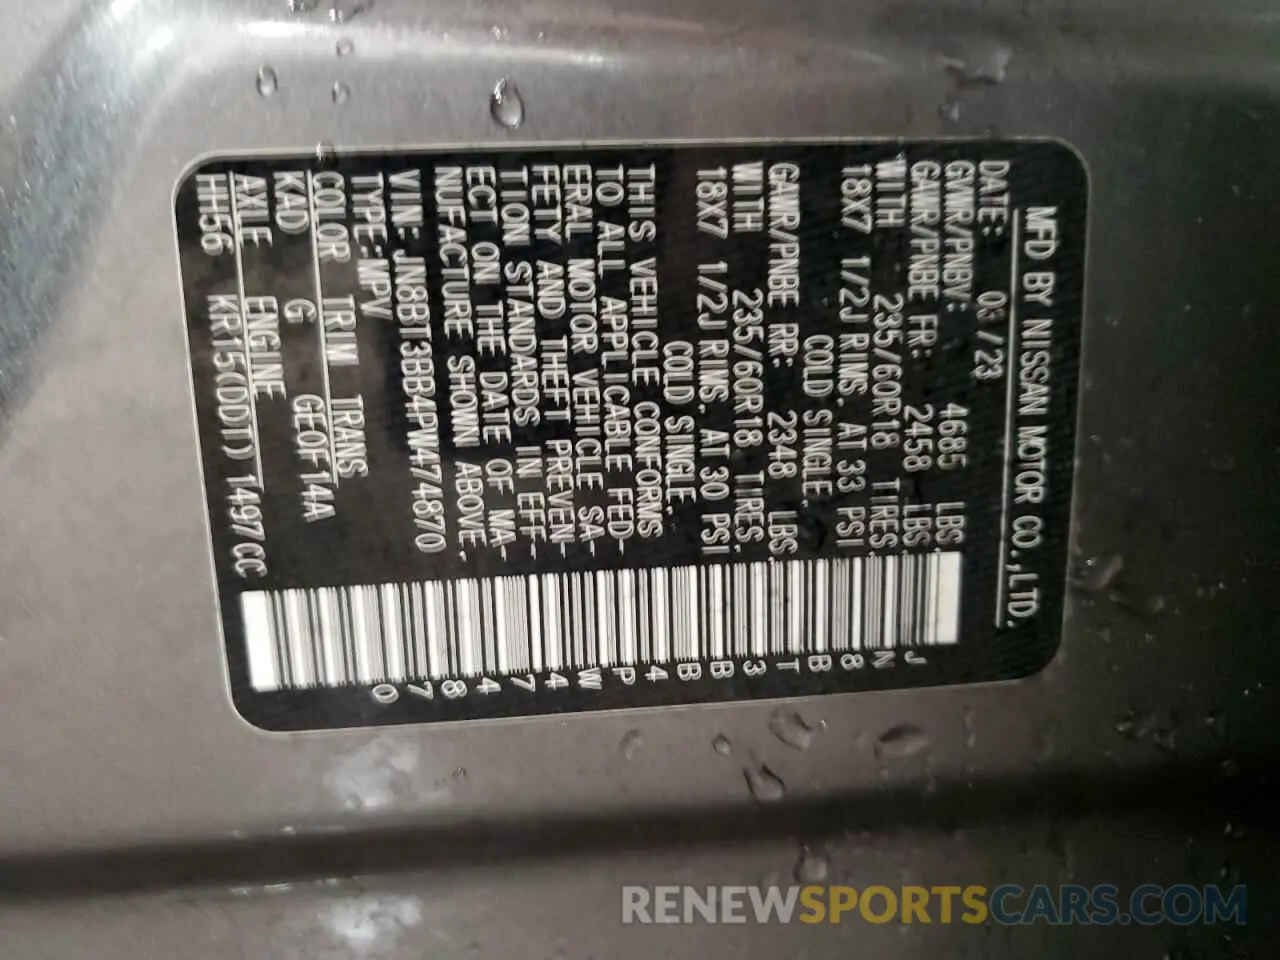 MFD BY NISSAN MOTOR CO.,LTD.
DATE: 03/23
GVWR/PNBV: 4685 LBS
GAWR/PNBE FR: 2458 LBS.
WITH 235/60R18 TIRES,
18X7 1/2J RIMS, AT 33 PSI
COLD SINGLE.
GAWR/PNBE RR: 2348 LBS.
WITH 235/60R18 TIRES,
18X7 1/2J RIMS, AT 30 PSI
COLD SINGLE.
THIS VEHICLE CONFORMS
TO ALL APPLICABLE FED-
ERAL MOTOR VEHICLE SA-
FETY AND THEFT PREVEN-
TION STANDARDS IN EFF-
ECT ON THE DATE OF MA-
NUFACTURE SHOWN ABOVE.
VIN: JN8BT3BB4PW474870
TYPE:MPV
COLOR TRIM TRANS
KAD G GE0F14A
AXLE ENGINE
HH56 KR15(DDT) 1497CC
JN8BT3BB4PW474870
RENEWSPORTSCARS.COM